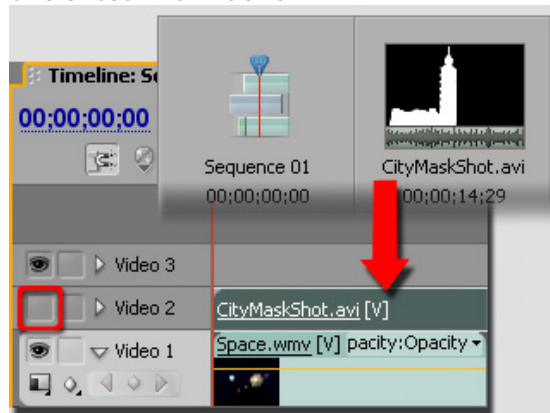 Timeline: Se
00;00;00;00
Sequence 01
00;00;00;00
CityMaskShot.avi
00;00;14;29
Video 3
Video 2
CityMaskShot.avi [V]
Video 1
Space.wmv [V] pacity:Opacity